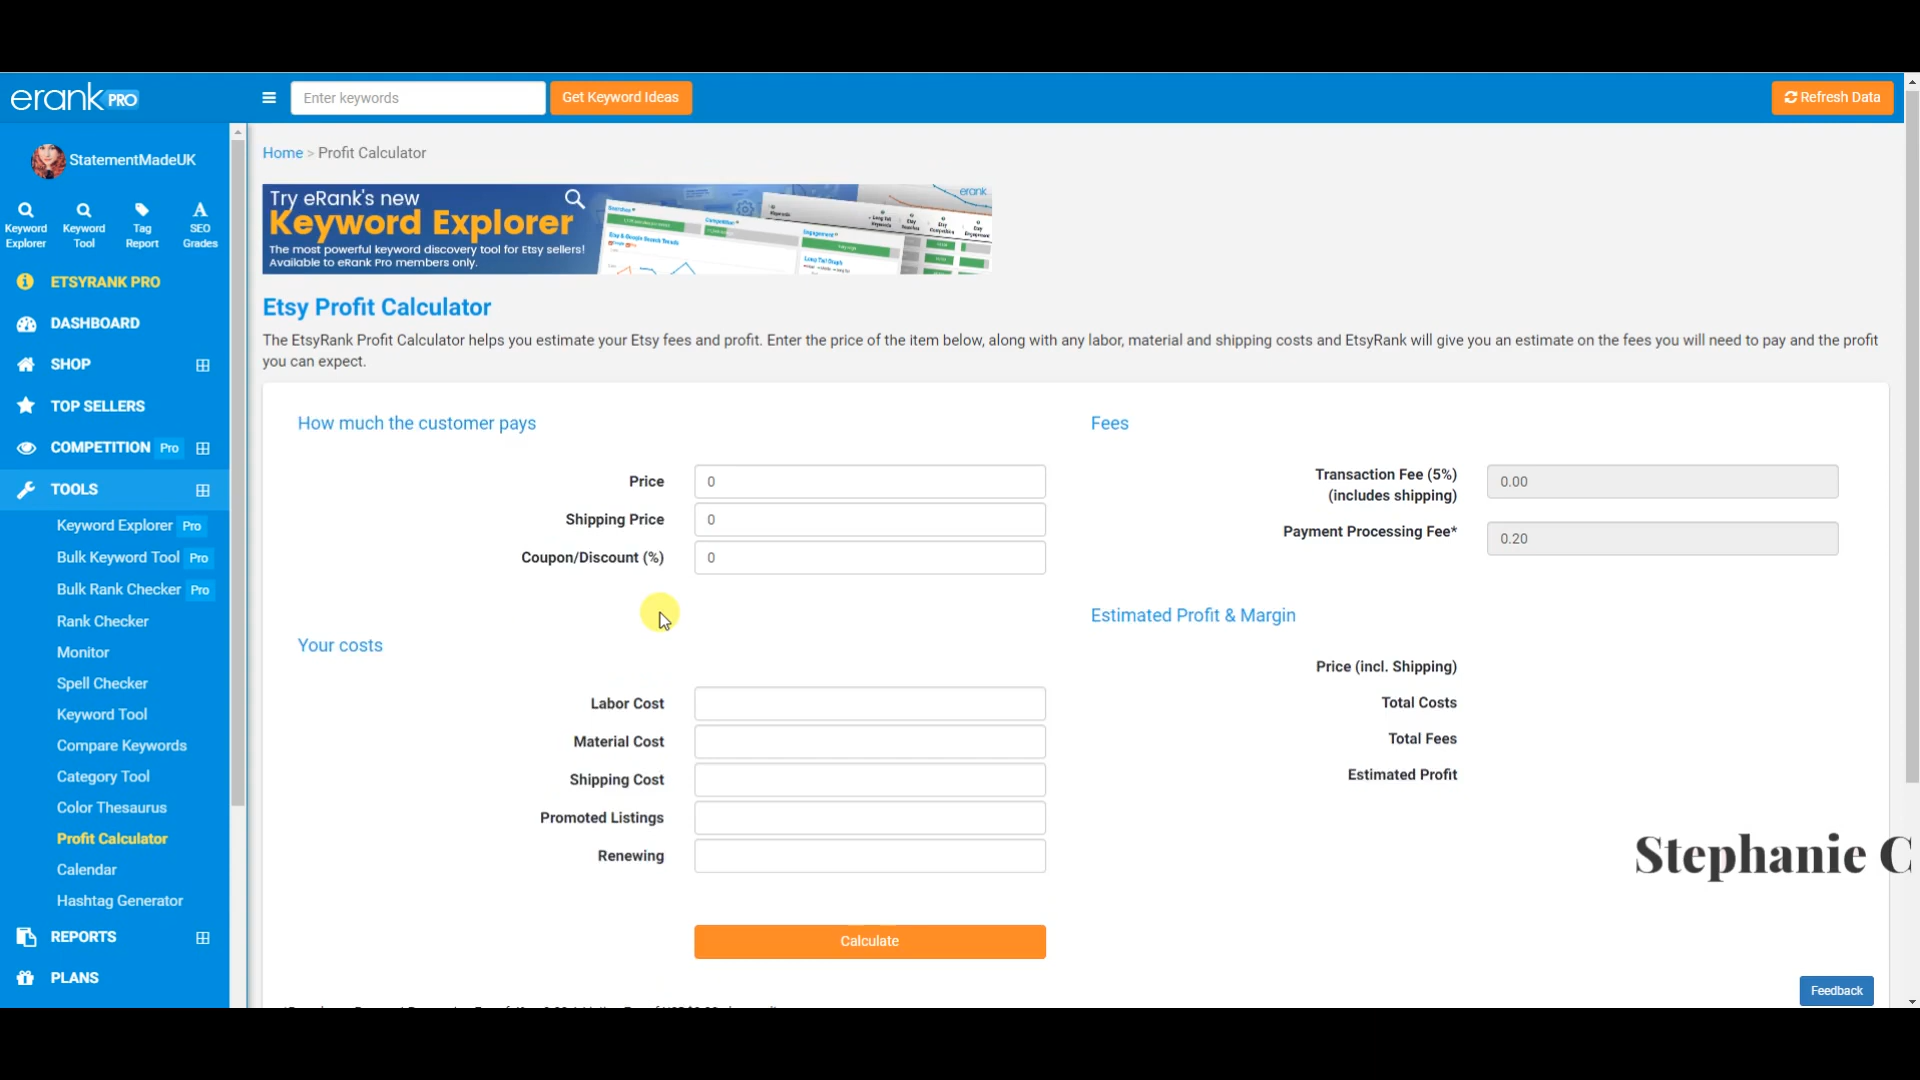 erank PRO
Enter keywords
Get Keyword Ideas
Refresh Data
StatementMadeUK
Keyword Explorer
Keyword Tool
Tag Report
SEO Grades
ETSYRANK PRO
DASHBOARD
SHOP
TOP SELLERS
COMPETITION Pro
TOOLS
Keyword Explorer Pro
Bulk Keyword Tool Pro
Bulk Rank Checker Pro
Rank Checker
Monitor
Spell Checker
Keyword Tool
Compare Keywords
Category Tool
Color Thesaurus
Profit Calculator
Calendar
Hashtag Generator
REPORTS
PLANS
Home > Profit Calculator
Try eRank's new
Keyword Explorer
The most powerful keyword discovery tool for Etsy sellers!
Available to eRank Pro members only.
erank
Etsy Profit Calculator
The EtsyRank Profit Calculator helps you estimate your Etsy fees and profit. Enter the price of the item below, along with any labor, material and shipping costs and EtsyRank will give you an estimate on the fees you will need to pay and the profit
you can expect.
How much the customer pays
Price 0
Shipping Price 0
Coupon/Discount (%) 0
Your costs
Labor Cost
Material Cost
Shipping Cost
Promoted Listings
Renewing
Calculate
Fees
Transaction Fee (5%)
(includes shipping) 0.00
Payment Processing Fee* 0.20
Estimated Profit & Margin
Price (incl. Shipping)
Total Costs
Total Fees
Estimated Profit
Stephanie C
Feedback